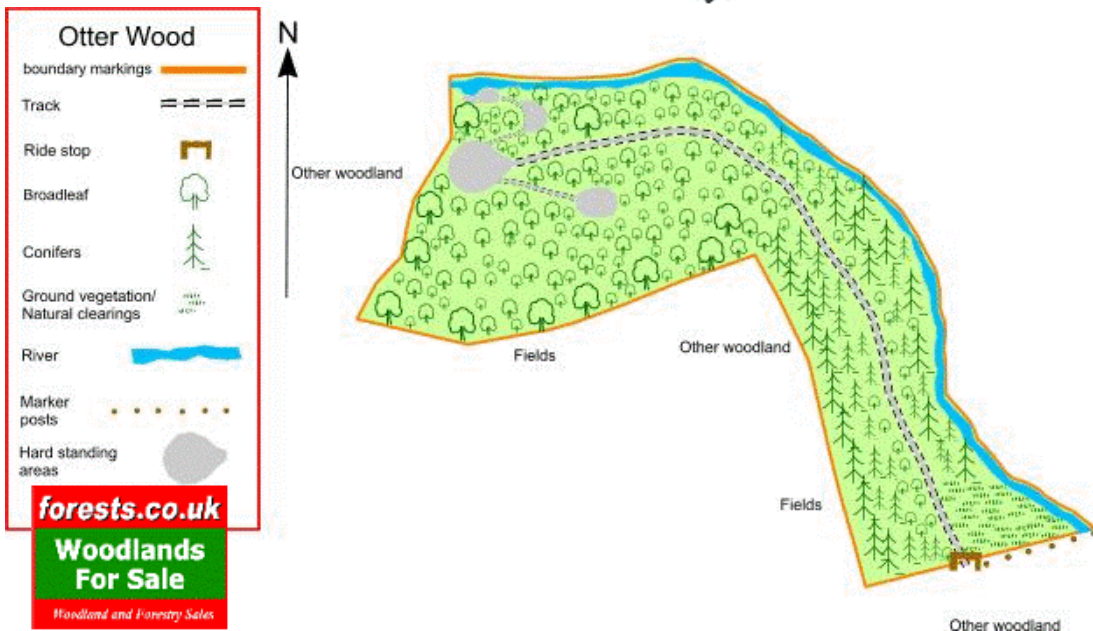 Otter Wood
boundary markings
Track
Ride stop
Broadleaf
Conifers
Ground vegetation/
Natural clearings
River
Marker
posts
Hard standing
areas
forests.co.uk
Woodlands
For Sale
Woodland and Forestry Sales
N
Other woodland
Fields
Other woodland
Fields
Other woodland